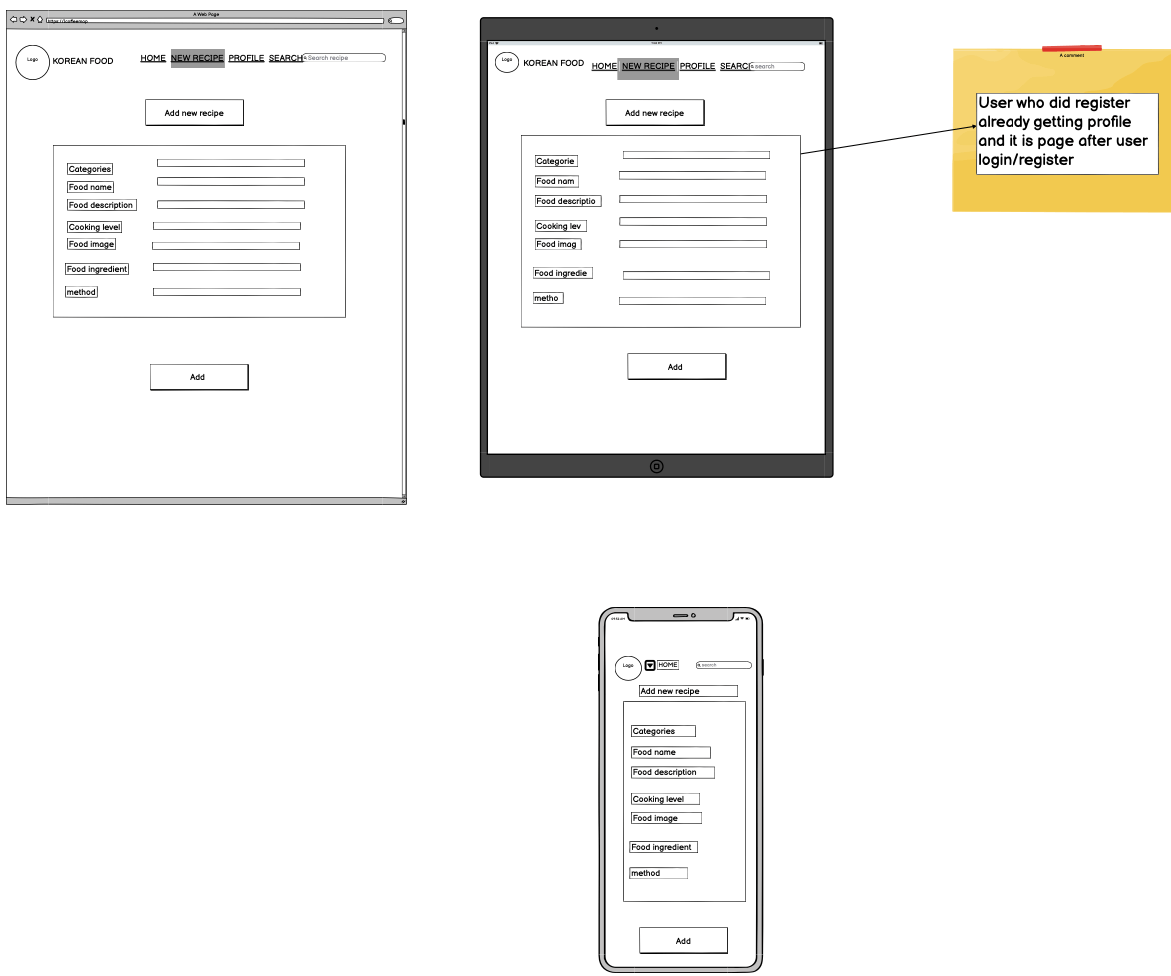 A Web Page
https://icoffeemop
Logo
KOREAN FOOD
HOME NEW RECIPE PROFILE SEARCH Search recipe
Add new recipe
Categories
Food name
Food description
Cooking level
Food image
Food ingredient
method
Add
Logo
KOREAN FOOD
HOME NEW RECIPE PROFILE SEARC search
Add new recipe
Categorie
Food nam
Food descriptio
Cooking lev
Food imag
Food ingredie
metho
Add
A comment
User who did register
already getting profile
and it is page after user
login/register
Logo
HOME
search
Add new recipe
Categories
Food name
Food description
Cooking level
Food image
Food ingredient
method
Add